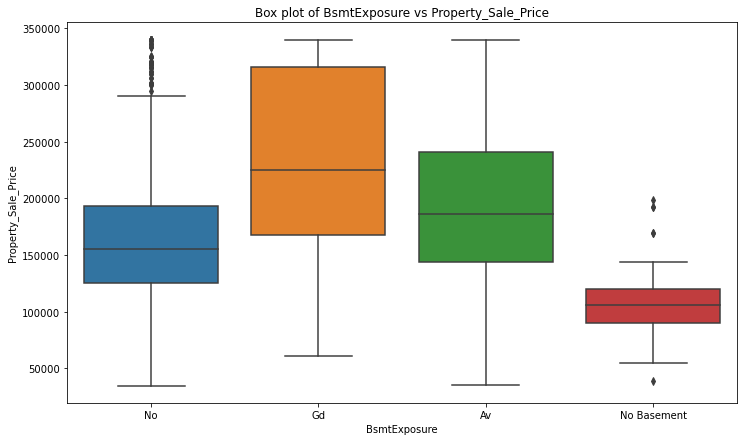 Box plot of BsmtExposure vs Property_Sale_Price
350000
300000
250000
200000
150000
100000
50000
Property_Sale_Price
No
Gd
Av
No Basement
BsmtExposure